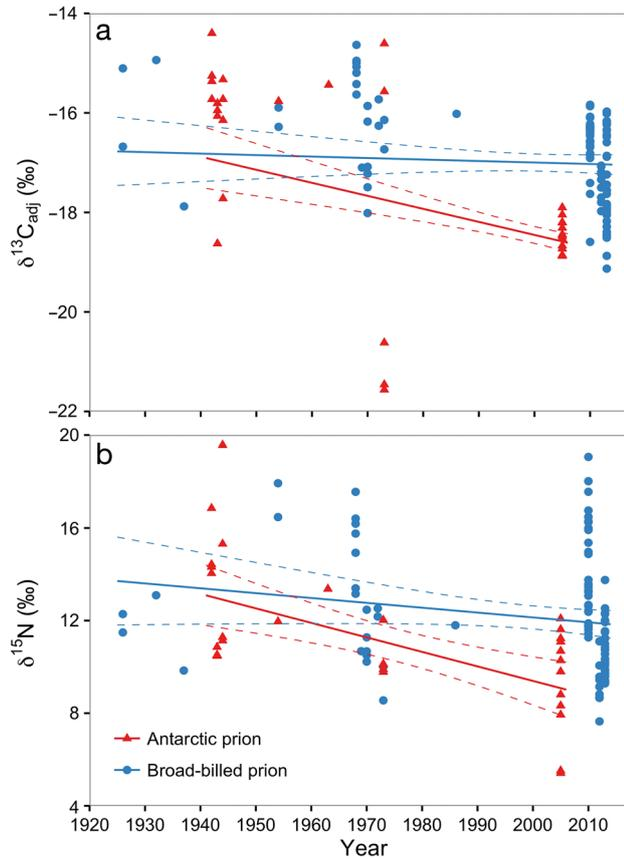 a
−14
−16
−18
−20
−22
δ13Cadj (‰)
b
20
16
12
8
4
δ15N (‰)
Antarctic prion
Broad-billed prion
1920 1930 1940 1950 1960 1970 1980 1990 2000 2010
Year